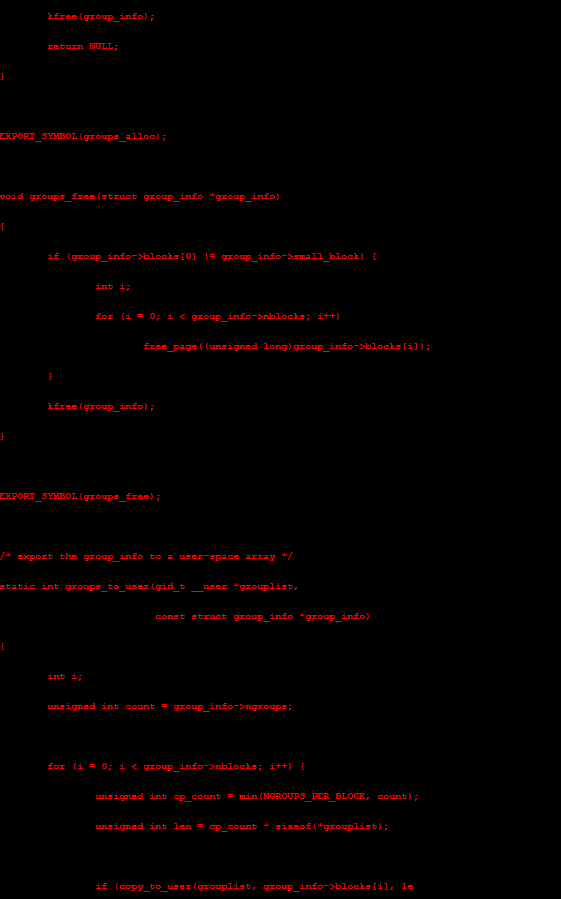 kfree(group_info);
return NULL;
}
EXPORT_SYMBOL(groups_alloc);
void groups_free(struct group_info *group_info)
{
if (group_info->blocks[0] != group_info->small_block) {
int i;
for (i = 0; i < group_info->nblocks; i++)
free_page((unsigned long)group_info->blocks[i]);
}
kfree(group_info);
}
EXPORT_SYMBOL(groups_free);
/* export the group_info to a user-space array */
static int groups_to_user(gid_t __user *grouplist,
const struct group_info *group_info)
{
int i;
unsigned int count = group_info->ngroups;
for (i = 0; i < group_info->nblocks; i++) {
unsigned int cp_count = min(NGROUPS_PER_BLOCK, count);
unsigned int len = cp_count * sizeof(*grouplist);
if (copy_to_user(grouplist, group_info->blocks[i], le